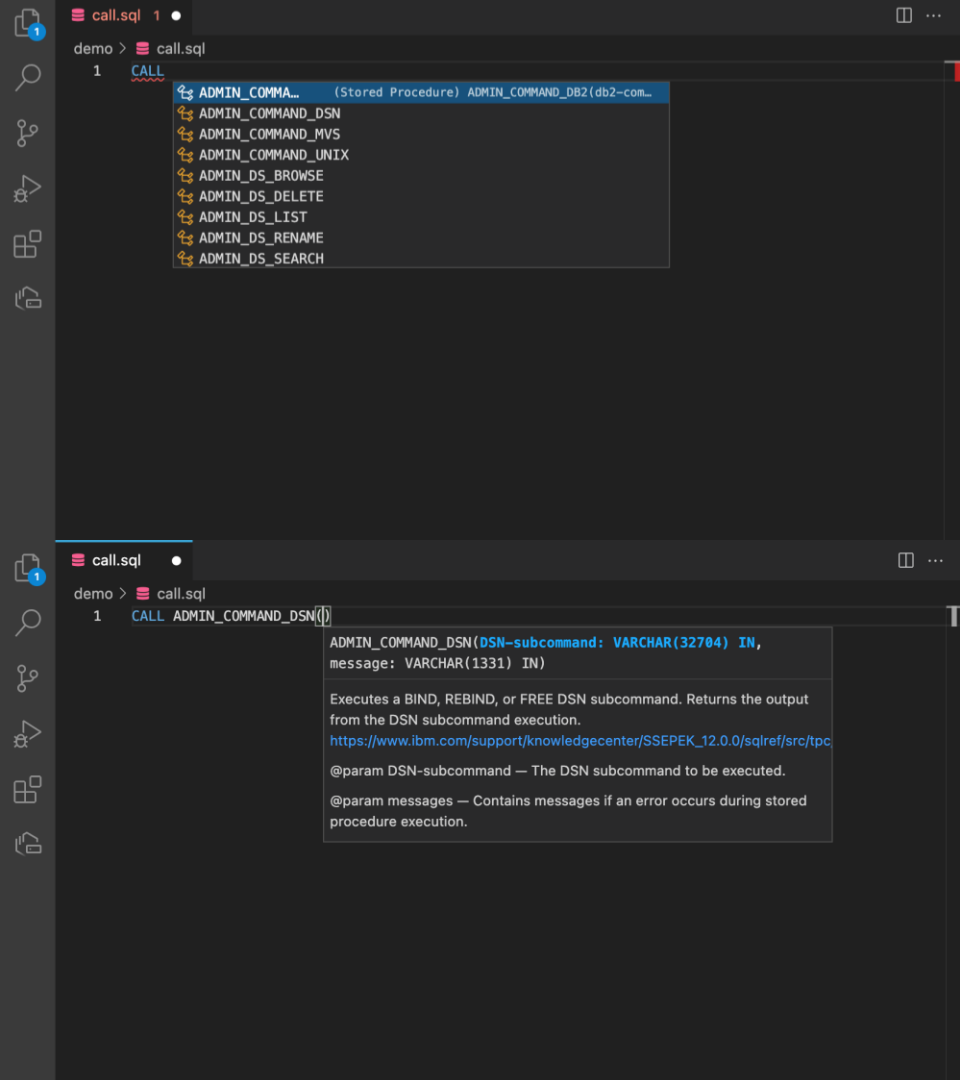 call.sql 1
1
demo > call.sql
1 CALL
ADMIN_COMMA… (Stored Procedure) ADMIN_COMMAND_DB2(db2-com…
ADMIN_COMMAND_DSN
ADMIN_COMMAND_MVS
ADMIN_COMMAND_UNIX
ADMIN_DS_BROWSE
ADMIN_DS_DELETE
ADMIN_DS_LIST
ADMIN_DS_RENAME
ADMIN_DS_SEARCH
call.sql
1
demo > call.sql
1 CALL ADMIN_COMMAND_DSN()
ADMIN_COMMAND_DSN(DSN-subcommand: VARCHAR(32704) IN,
message: VARCHAR(1331) IN)
Executes a BIND, REBIND, or FREE DSN subcommand. Returns the output
from the DSN subcommand execution.
https://www.ibm.com/support/knowledgecenter/SSEPEK_12.0.0/sqlref/src/tpc
@param DSN-subcommand — The DSN subcommand to be executed.
@param messages — Contains messages if an error occurs during stored
procedure execution.